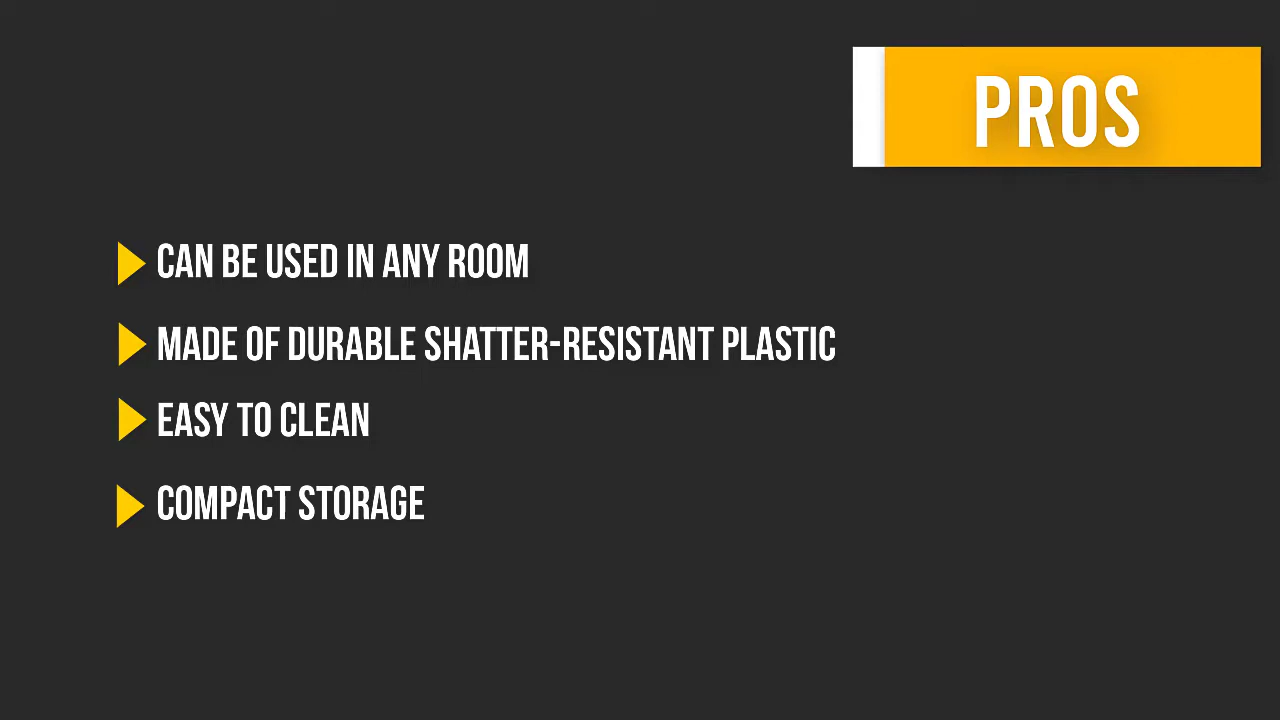 PROS
CAN BE USED IN ANY ROOM
MADE OF DURABLE SHATTER-RESISTANT PLASTIC
EASY TO CLEAN
COMPACT STORAGE